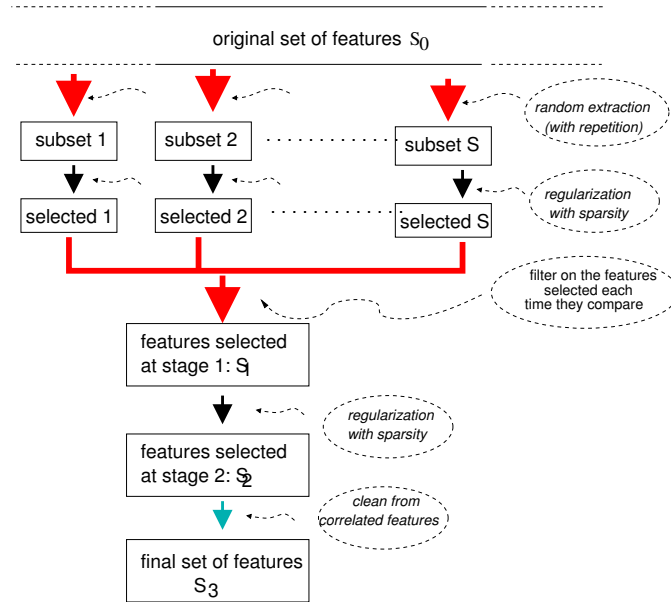 original set of features S0
random extraction
(with repetition)
subset 1
subset 2
subset S
regularization
with sparsity
selected 1
selected 2
selected S
filter on the features
selected each
time they compare
features selected
at stage 1: S1
regularization
with sparsity
features selected
at stage 2: S2
clean from
correlated features
final set of features
S3